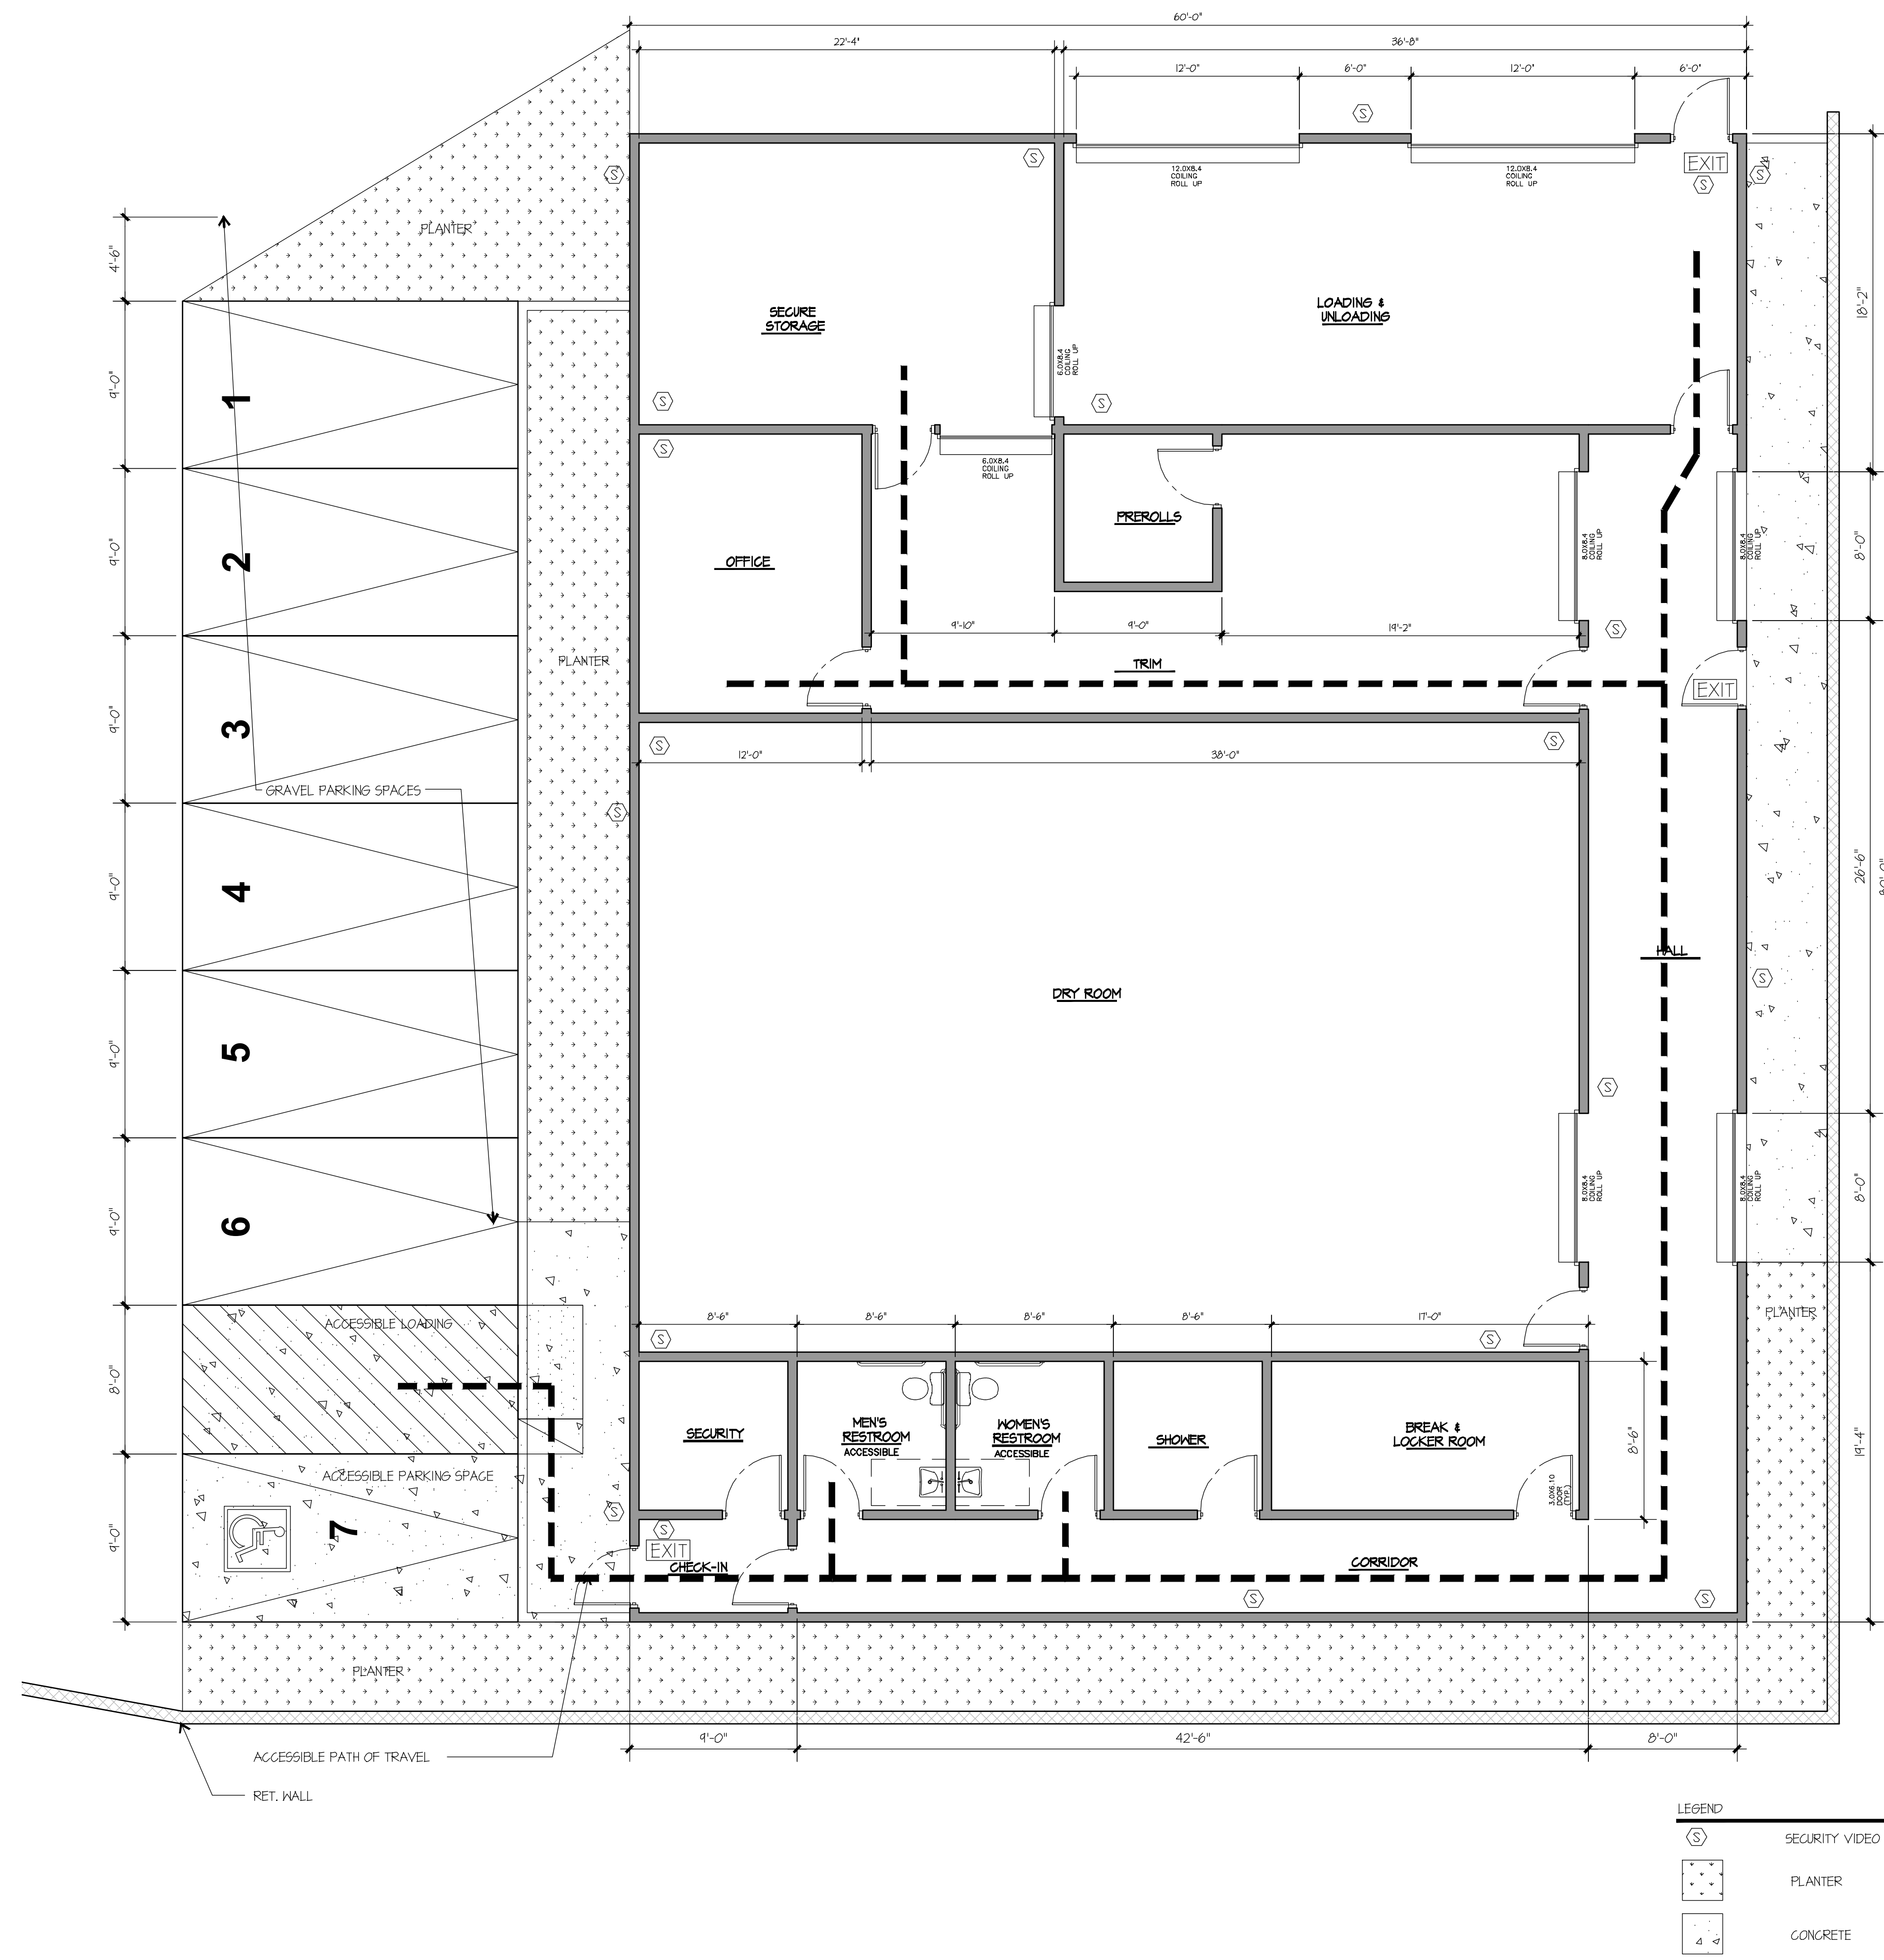 60'-0"
22'-4"
36'-8"
12'-0"
6'-0"
12'-0"
6'-0"
S
S
S
12.0X8.4
COILING
ROLL UP
12.0X8.4
COILING
ROLL UP
EXIT
S
S
PLANTER
4'-6"
18'-2"
SECURE
STORAGE
LOADING &
UNLOADING
6.0X8.4
COILING
ROLL UP
9'-0"
1
S
S
S
6.0X8.4
COILING
ROLL UP
PREROLLS
8.0X8.4
COILING
ROLL UP
8.0X8.4
COILING
ROLL UP
8'-0"
9'-0"
2
OFFICE
9'-10"
9'-0"
19'-2"
S
PLANTER
TRIM
EXIT
9'-0"
3
S
S
12'-0"
38'-0"
GRAVEL PARKING SPACES
S
9'-0"
4
26'-6"
HALL
S
DRY ROOM
9'-0"
5
S
8.0X8.4
COILING
ROLL UP
8.0X8.4
COILING
ROLL UP
8'-0"
9'-0"
6
PLANTER
ACCESSIBLE LOADING
8'-6"
8'-6"
8'-6"
8'-6"
17'-0"
S
S
8'-0"
SECURITY
MEN'S
RESTROOM
ACCESSIBLE
WOMEN'S
RESTROOM
ACCESSIBLE
SHOWER
BREAK &
LOCKER ROOM
8'-6"
19'-4"
ACCESSIBLE PARKING SPACE
3.0X6.10
DOOR
(TYP.)
9'-0"
7
S
S
EXIT
CHECK-IN
CORRIDOR
S
S
PLANTER
9'-0"
42'-6"
8'-0"
ACCESSIBLE PATH OF TRAVEL
RET. WALL
LEGEND
S
SECURITY VIDEO
PLANTER
CONCRETE